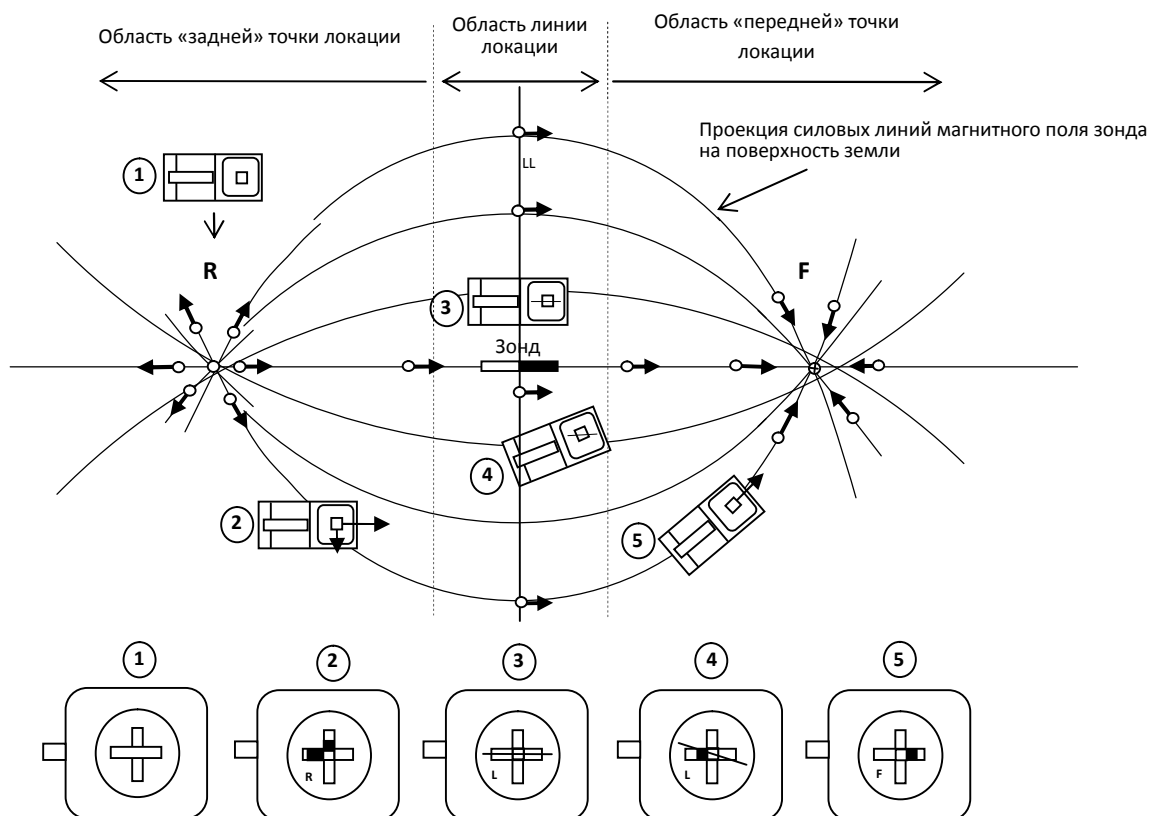 Область «задней» точки локации
Область линии
локации
Область «передней» точки
локации
Проекция силовых линий магнитного поля зонда
на поверхность земли
LL
1
R
F
3
Зонд
4
2
5
1
2
3
4
5
R
L
L
F